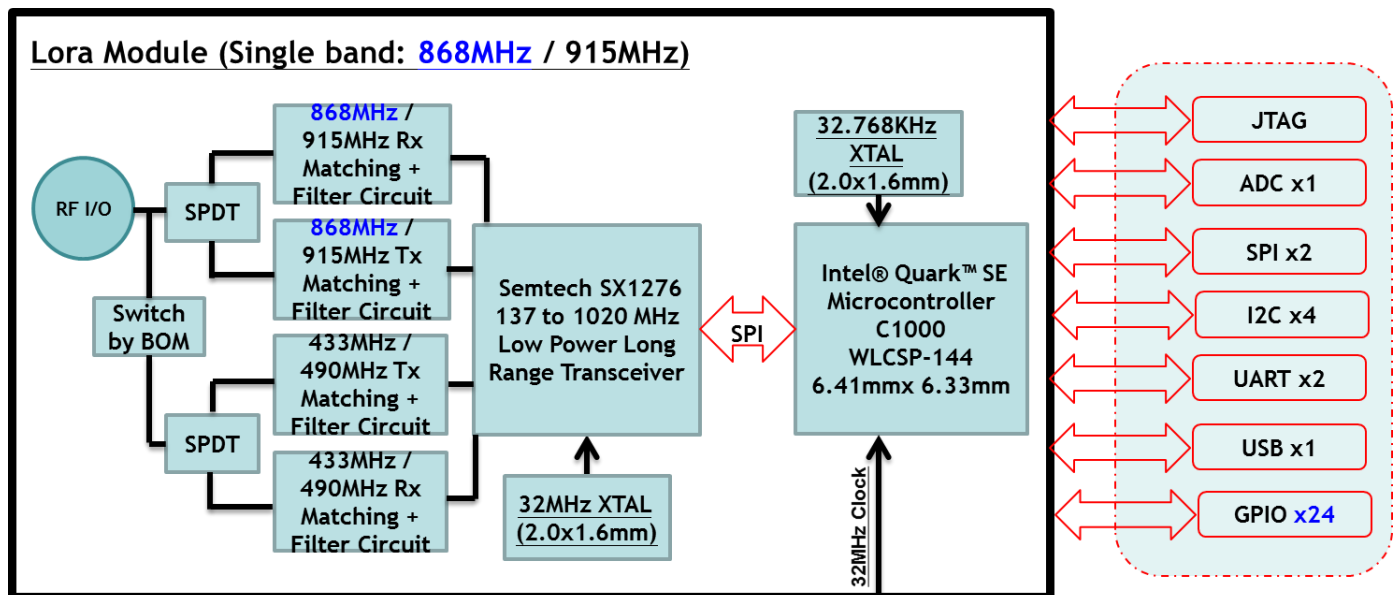 Lora Module (Single band: 868MHz / 915MHz)
RF I/O
SPDT
868MHz /
915MHz Rx
Matching +
Filter Circuit
868MHz /
915MHz Tx
Matching +
Filter Circuit
Switch
by BOM
SPDT
433MHz /
490MHz Tx
Matching +
Filter Circuit
433MHz /
490MHz Rx
Matching +
Filter Circuit
Semtech SX1276
137 to 1020 MHz
Low Power Long
Range Transceiver
32MHz XTAL
(2.0x1.6mm)
SPI
32.768KHz
XTAL
(2.0x1.6mm)
Intel® Quark™ SE
Microcontroller
C1000
WLCSP-144
6.41mmx 6.33mm
32MHz Clock
JTAG
ADC x1
SPI x2
I2C x4
UART x2
USB x1
GPIO x24